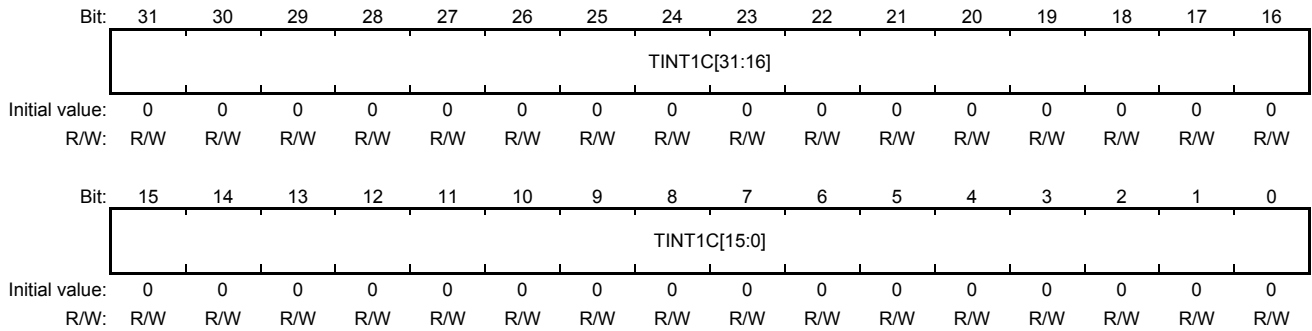 Bit: 31 30 29 28 27 26 25 24 23 22 21 20 19 18 17 16
TINT1C[31:16]
Initial value: 0 0 0 0 0 0 0 0 0 0 0 0 0 0 0 0
R/W: R/W R/W R/W R/W R/W R/W R/W R/W R/W R/W R/W R/W R/W R/W R/W R/W
Bit: 15 14 13 12 11 10 9 8 7 6 5 4 3 2 1 0
TINT1C[15:0]
Initial value: 0 0 0 0 0 0 0 0 0 0 0 0 0 0 0 0
R/W: R/W R/W R/W R/W R/W R/W R/W R/W R/W R/W R/W R/W R/W R/W R/W R/W